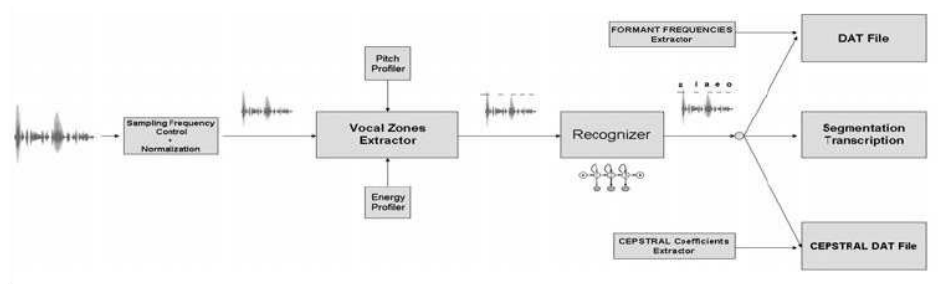 FORMANT FREQUENCIES
Extractor
DAT File
Pitch
Profiler
Sampling Frequency
Control
+
Normalization
Vocal Zones
Extractor
Recognizer
Segmentation
Transcription
Energy
Profiler
CEPSTRAL Coefficients
Extractor
CEPSTRAL DAT File